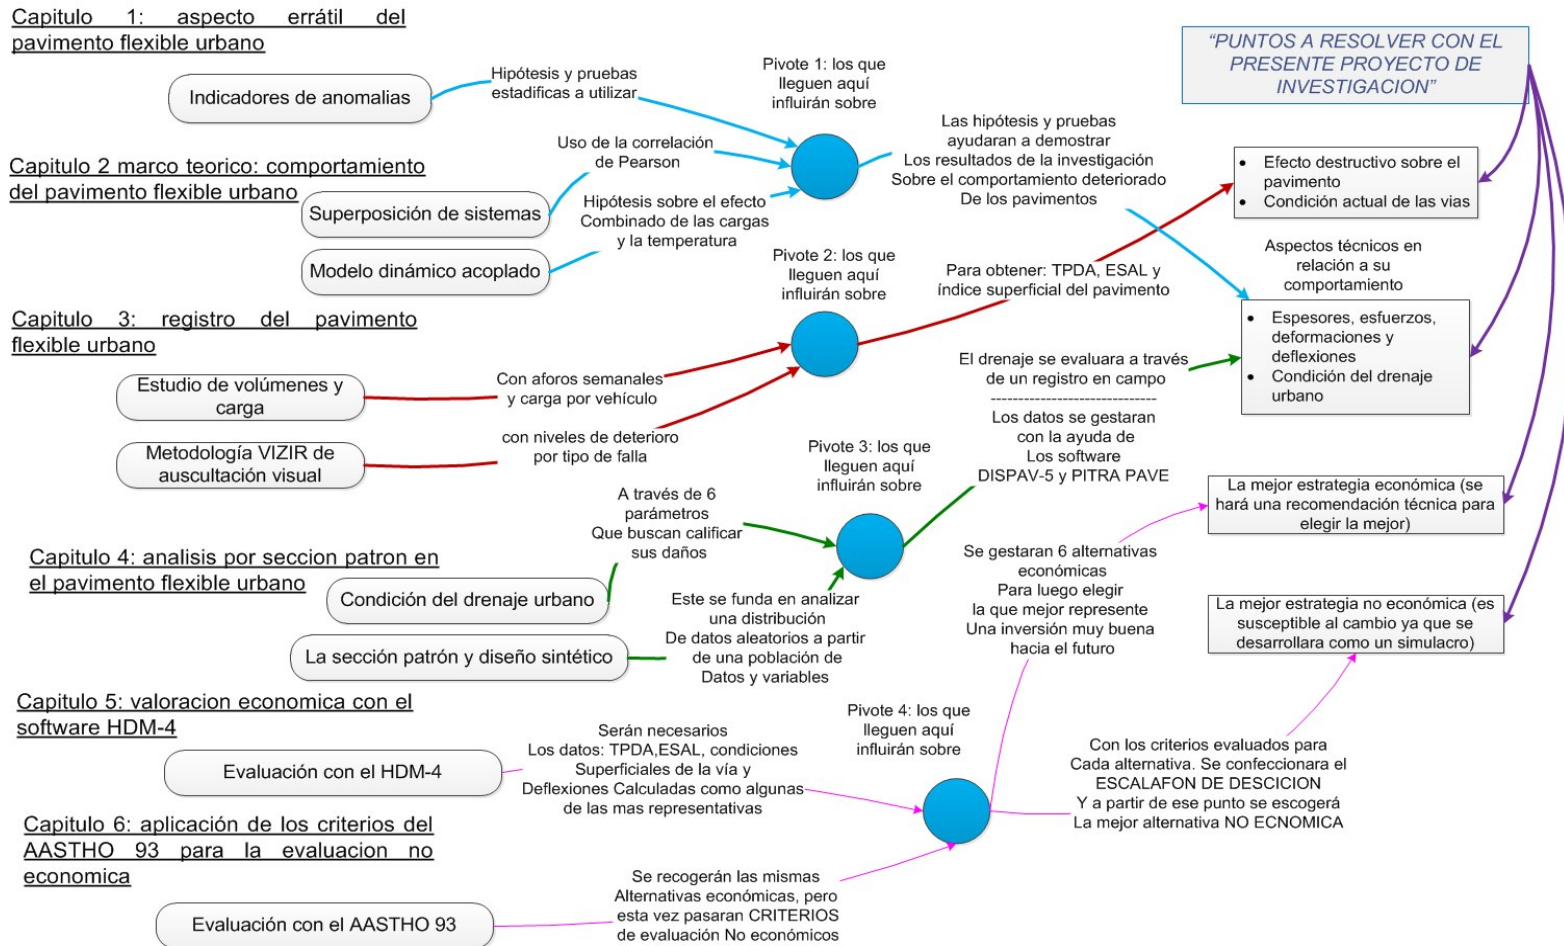 Capitulo 1: aspecto errátil del
pavimento flexible urbano
Indicadores de anomalias
Hipótesis y pruebas
estadificas a utilizar
Pivote 1: los que
lleguen aquí
influirán sobre
"PUNTOS A RESOLVER CON EL
PRESENTE PROYECTO DE
INVESTIGACION"
Capitulo 2 marco teorico: comportamiento
del pavimento flexible urbano
Uso de la correlación
de Pearson
Superposición de sistemas
Hipótesis sobre el efecto
Combinado de las cargas
y la temperatura
Modelo dinámico acoplado
Las hipótesis y pruebas
ayudaran a demostrar
Los resultados de la investigación
Sobre el comportamiento deteriorado
De los pavimentos
• Efecto destructivo sobre el
pavimento
• Condición actual de las vias
Pivote 2: los que
lleguen aquí
influirán sobre
Para obtener: TPDA, ESAL y
índice superficial del pavimento
Aspectos técnicos en
relación a su
comportamiento
• Espesores, esfuerzos,
deformaciones y
deflexiones
• Condición del drenaje
urbano
Capitulo 3: registro del pavimento
flexible urbano
Estudio de volúmenes y
carga
Con aforos semanales
y carga por vehículo
Metodología VIZIR de
auscultación visual
con niveles de deterioro
por tipo de falla
El drenaje se evaluara a través
de un registro en campo
------------------------------
Los datos se gestaran
con la ayuda de
Los software
DISPAV-5 y PITRA PAVE
Pivote 3: los que
lleguen aquí
influirán sobre
A través de 6
parámetros
Que buscan calificar
sus daños
Capitulo 4: analisis por seccion patron en
el pavimento flexible urbano
Condición del drenaje urbano
La sección patrón y diseño sintético
Este se funda en analizar
una distribución
De datos aleatorios a partir
de una población de
Datos y variables
La mejor estrategia económica (se
hará una recomendación técnica para
elegir la mejor)
Se gestaran 6 alternativas
económicas
Para luego elegir
la que mejor represente
Una inversión muy buena
hacia el futuro
La mejor estrategia no económica (es
susceptible al cambio ya que se
desarrollara como un simulacro)
Capitulo 5: valoracion economica con el
software HDM-4
Evaluación con el HDM-4
Serán necesarios
Los datos: TPDA,ESAL, condiciones
Superficiales de la vía y
Deflexiones Calculadas como algunas
de las mas representativas
Pivote 4: los que
lleguen aquí
influirán sobre
Con los criterios evaluados para
Cada alternativa. Se confeccionara el
ESCALAFON DE DESCICION
Y a partir de ese punto se escogerá
La mejor alternativa NO ECNOMICA
Capitulo 6: aplicación de los criterios del
AASTHO 93 para la evaluacion no
economica
Evaluación con el AASTHO 93
Se recogerán las mismas
Alternativas económicas, pero
esta vez pasaran CRITERIOS
de evaluación No económicos